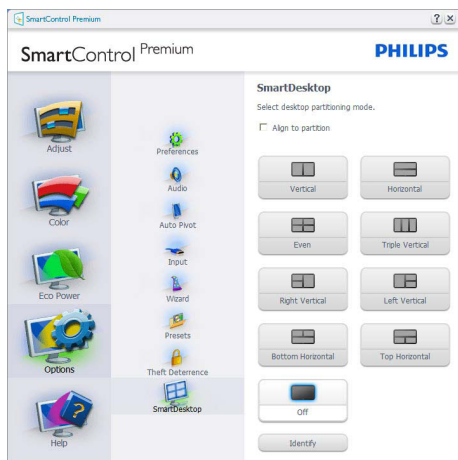 SmartControl Premium
SmartControl Premium
PHILIPS
Adjust
Color
Eco Power
Options
Help
Preferences
Audio
Auto Pivot
Input
Wizard
Presets
Theft Deterrence
SmartDesktop
SmartDesktop
Select desktop partitioning mode.
Align to partition
Vertical
Horizontal
Even
Triple Vertical
Right Vertical
Left Vertical
Bottom Horizontal
Top Horizontal
Off
Identify